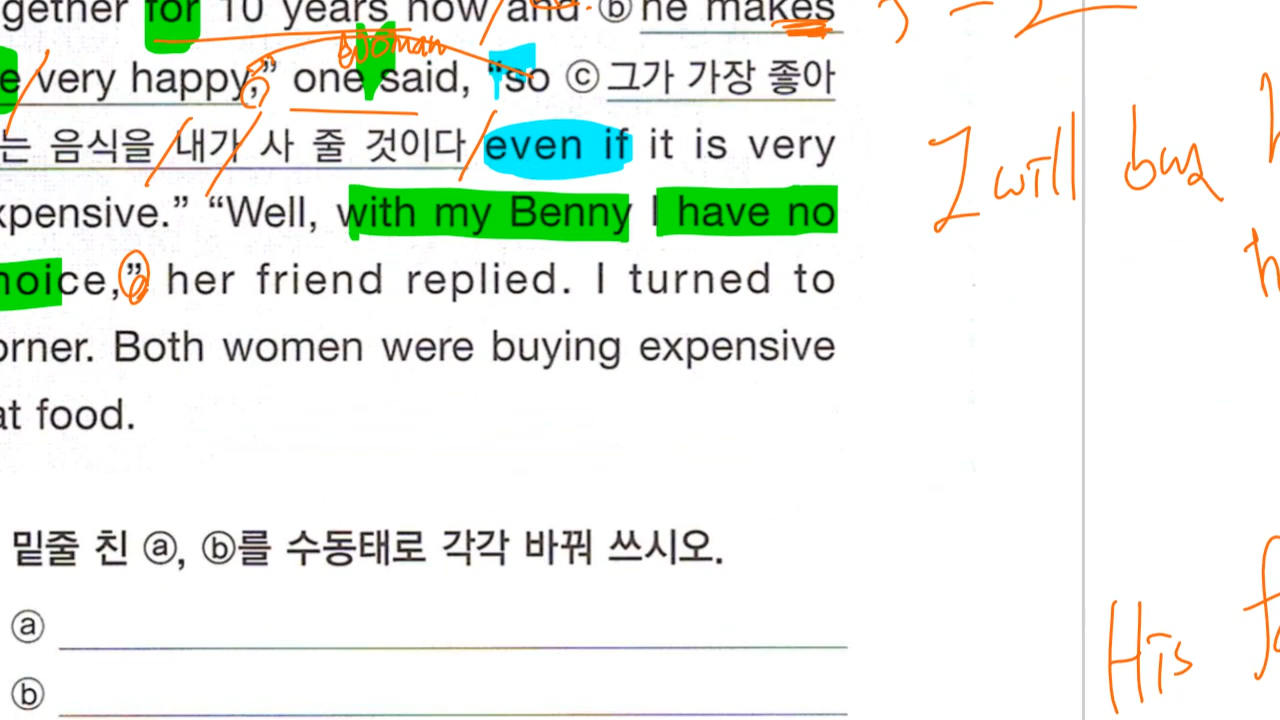 gether for 10 years now and ⓑ he makes
e very happy,” one said, “so ⓒ 그가 가장 좋아
woman
는 음식을 내가 사 줄 것이다 even if it is very
I will buy
xpensive.” “Well, with my Benny I have no
hoice,” her friend replied. I turned to
orner. Both women were buying expensive
at food.
밑줄 친 ⓐ, ⓑ를 수동태로 각각 바꿔 쓰시오.
ⓐ
His
ⓑ